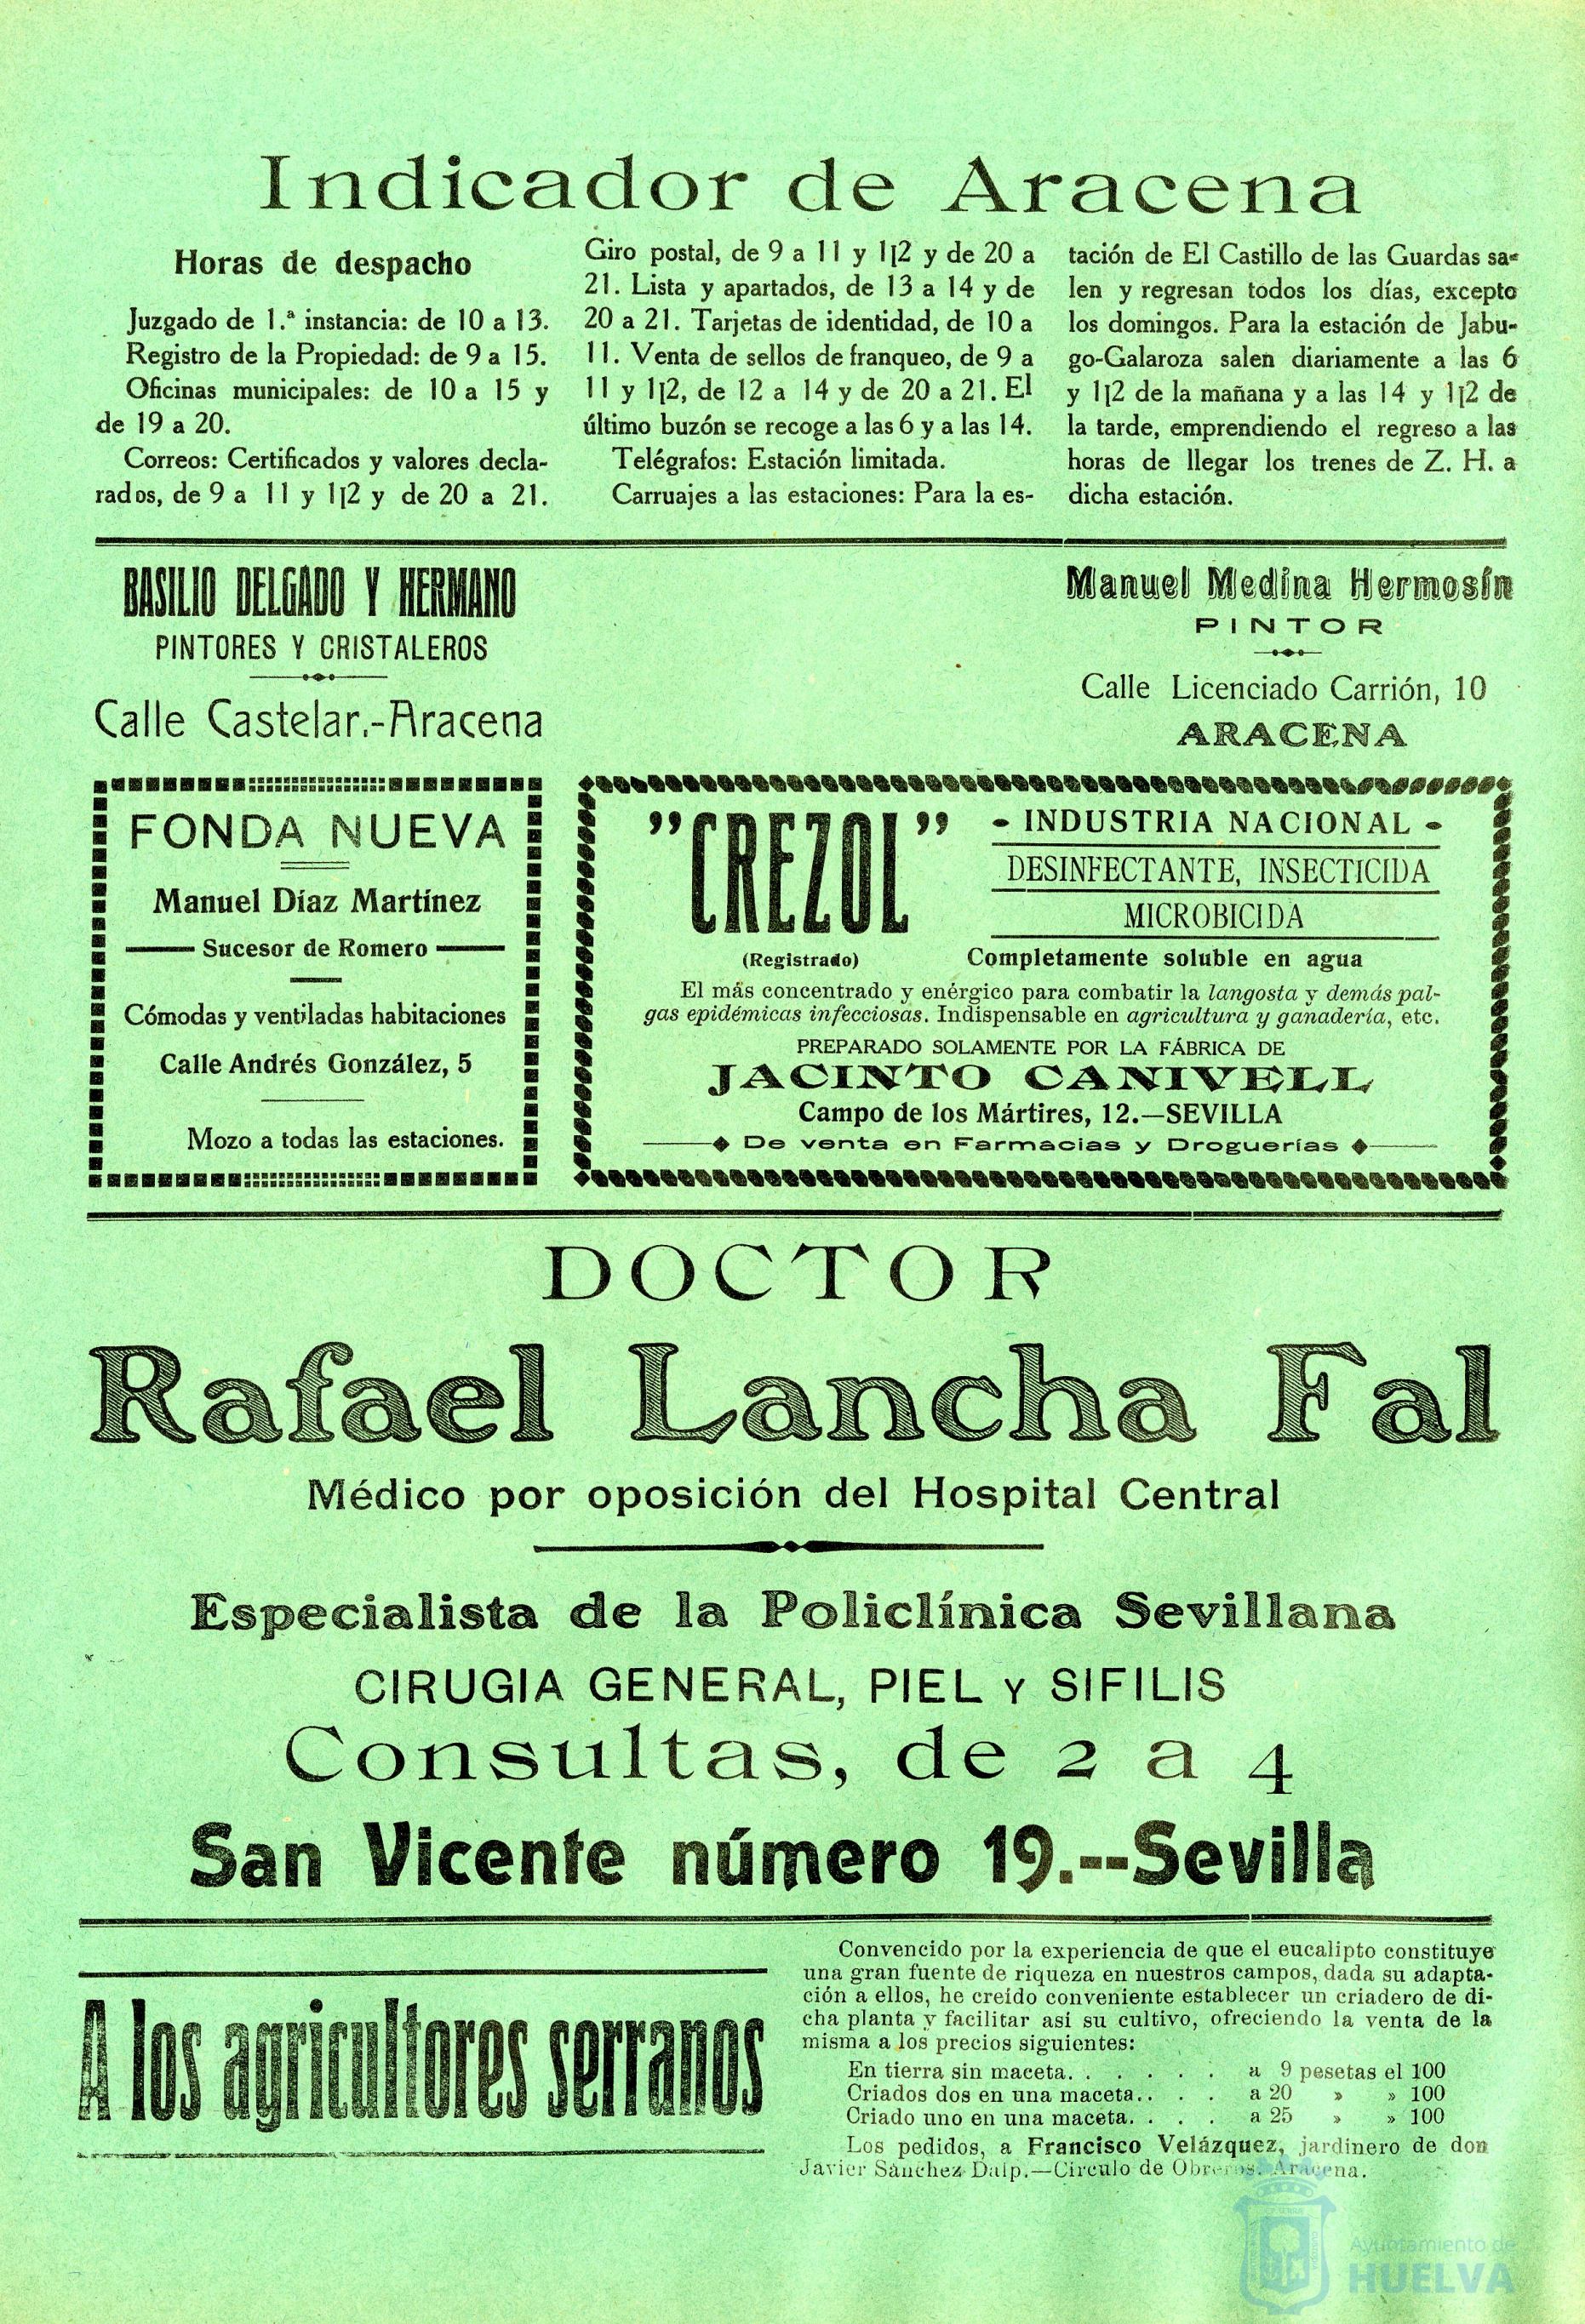 Indicador de Aracena
Horas de despacho
Juzgado de 1.ª instancia: de 10 a 13.
Registro de la Propiedad: de 9 a 15.
Oficinas municipales: de 10 a 15 y
de 19 a 20.
Correos: Certificados y valores decla-
rados, de 9 a 11 y 1¡2 y de 20 a 21.
Giro postal, de 9 a 11 y 1¡2 y de 20 a
21. Lista y apartados, de 13 a 14 y de
20 a 21. Tarjetas de identidad, de 10 a
11. Venta de sellos de franqueo, de 9 a
11 y 1¡2, de 12 a 14 y de 20 a 21. El
último buzón se recoge a las 6 y a las 14.
Telégrafos: Estación limitada.
Carruajes a las estaciones: Para la es-
tación de El Castillo de las Guardas sa-
len y regresan todos los días, excepto
los domingos. Para la estación de Jabu-
go-Galaroza salen diariamente a las 6
y 1¡2 de la mañana y a las 14 y 1¡2 de
la tarde, emprendiendo el regreso a las
horas de llegar los trenes de Z. H. a
dicha estación.
BASILIO DELGADO Y HERMANO
PINTORES Y CRISTALEROS
Calle Castelar.-Aracena
Manuel Medina Hermosín
PINTOR
Calle Licenciado Carrión, 10
ARACENA
FONDA NUEVA
Manuel Díaz Martínez
Sucesor de Romero
Cómodas y ventiladas habitaciones
Calle Andrés González, 5
Mozo a todas las estaciones.
"CREZOL"
(Registrado)
- INDUSTRIA NACIONAL -
DESINFECTANTE, INSECTICIDA
MICROBICIDA
Completamente soluble en agua
El más concentrado y enérgico para combatir la langosta y demás pal-
gas epidémicas infecciosas. Indispensable en agricultura y ganadería, etc.
PREPARADO SOLAMENTE POR LA FÁBRICA DE
JACINTO CANIVELL
Campo de los Mártires, 12.—SEVILLA
De venta en Farmacias y Droguerías
DOCTOR
Rafael Lancha Fal
Médico por oposición del Hospital Central
Especialista de la Policlínica Sevillana
CIRUGIA GENERAL, PIEL Y SIFILIS
Consultas, de 2 a 4
San Vicente número 19.--Sevilla
A los agricultores serranos
Convencido por la experiencia de que el eucalipto constituye
una gran fuente de riqueza en nuestros campos, dada su adapta-
ción a ellos, he creído conveniente establecer un criadero de di-
cha planta y facilitar así su cultivo, ofreciendo la venta de la
misma a los precios siguientes:
En tierra sin maceta. . . . . . a 9 pesetas el 100
Criados dos en una maceta. . . . a 20 » » 100
Criado uno en una maceta. . . . a 25 » » 100
Los pedidos, a Francisco Velázquez, jardinero de don
Javier Sánchez Dalp.—Círculo de Obreros. Aracena.
Ayuntamiento de
HUELVA